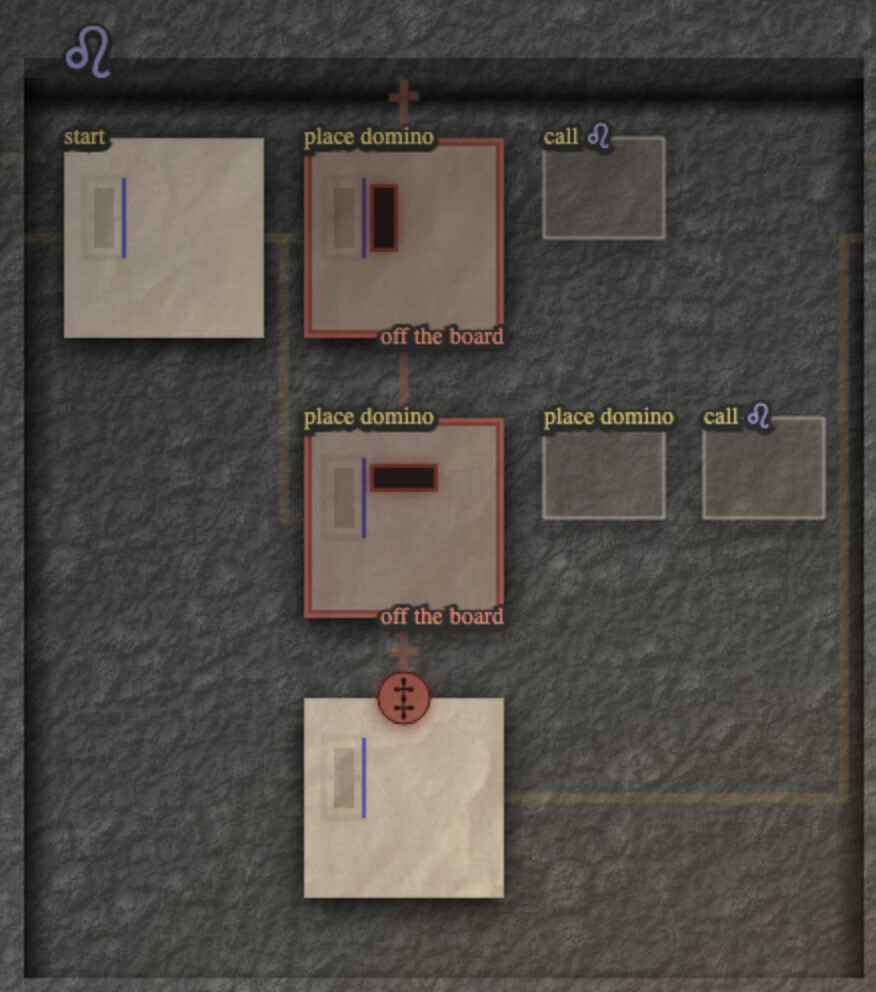 ♌
start
place domino
call ♌
off the board
place domino
place domino
call ♌
off the board